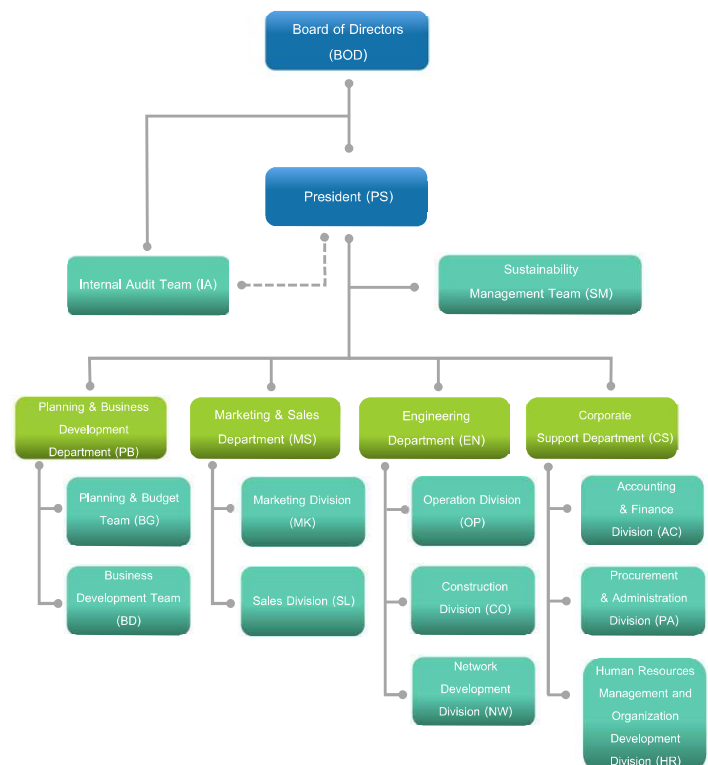 Board of Directors
(BOD)
President (PS)
Internal Audit Team (IA)
Sustainability
Management Team (SM)
Planning & Business
Development
Department (PB)
Marketing & Sales
Department (MS)
Engineering
Department (EN)
Corporate
Support Department (CS)
Planning & Budget
Team (BG)
Business
Development Team
(BD)
Marketing Division
(MK)
Sales Division (SL)
Operation Division
(OP)
Construction
Division (CO)
Network
Development
Division (NW)
Accounting
& Finance
Division (AC)
Procurement
& Administration
Division (PA)
Human Resources
Management and
Organization
Development
Division (HR)